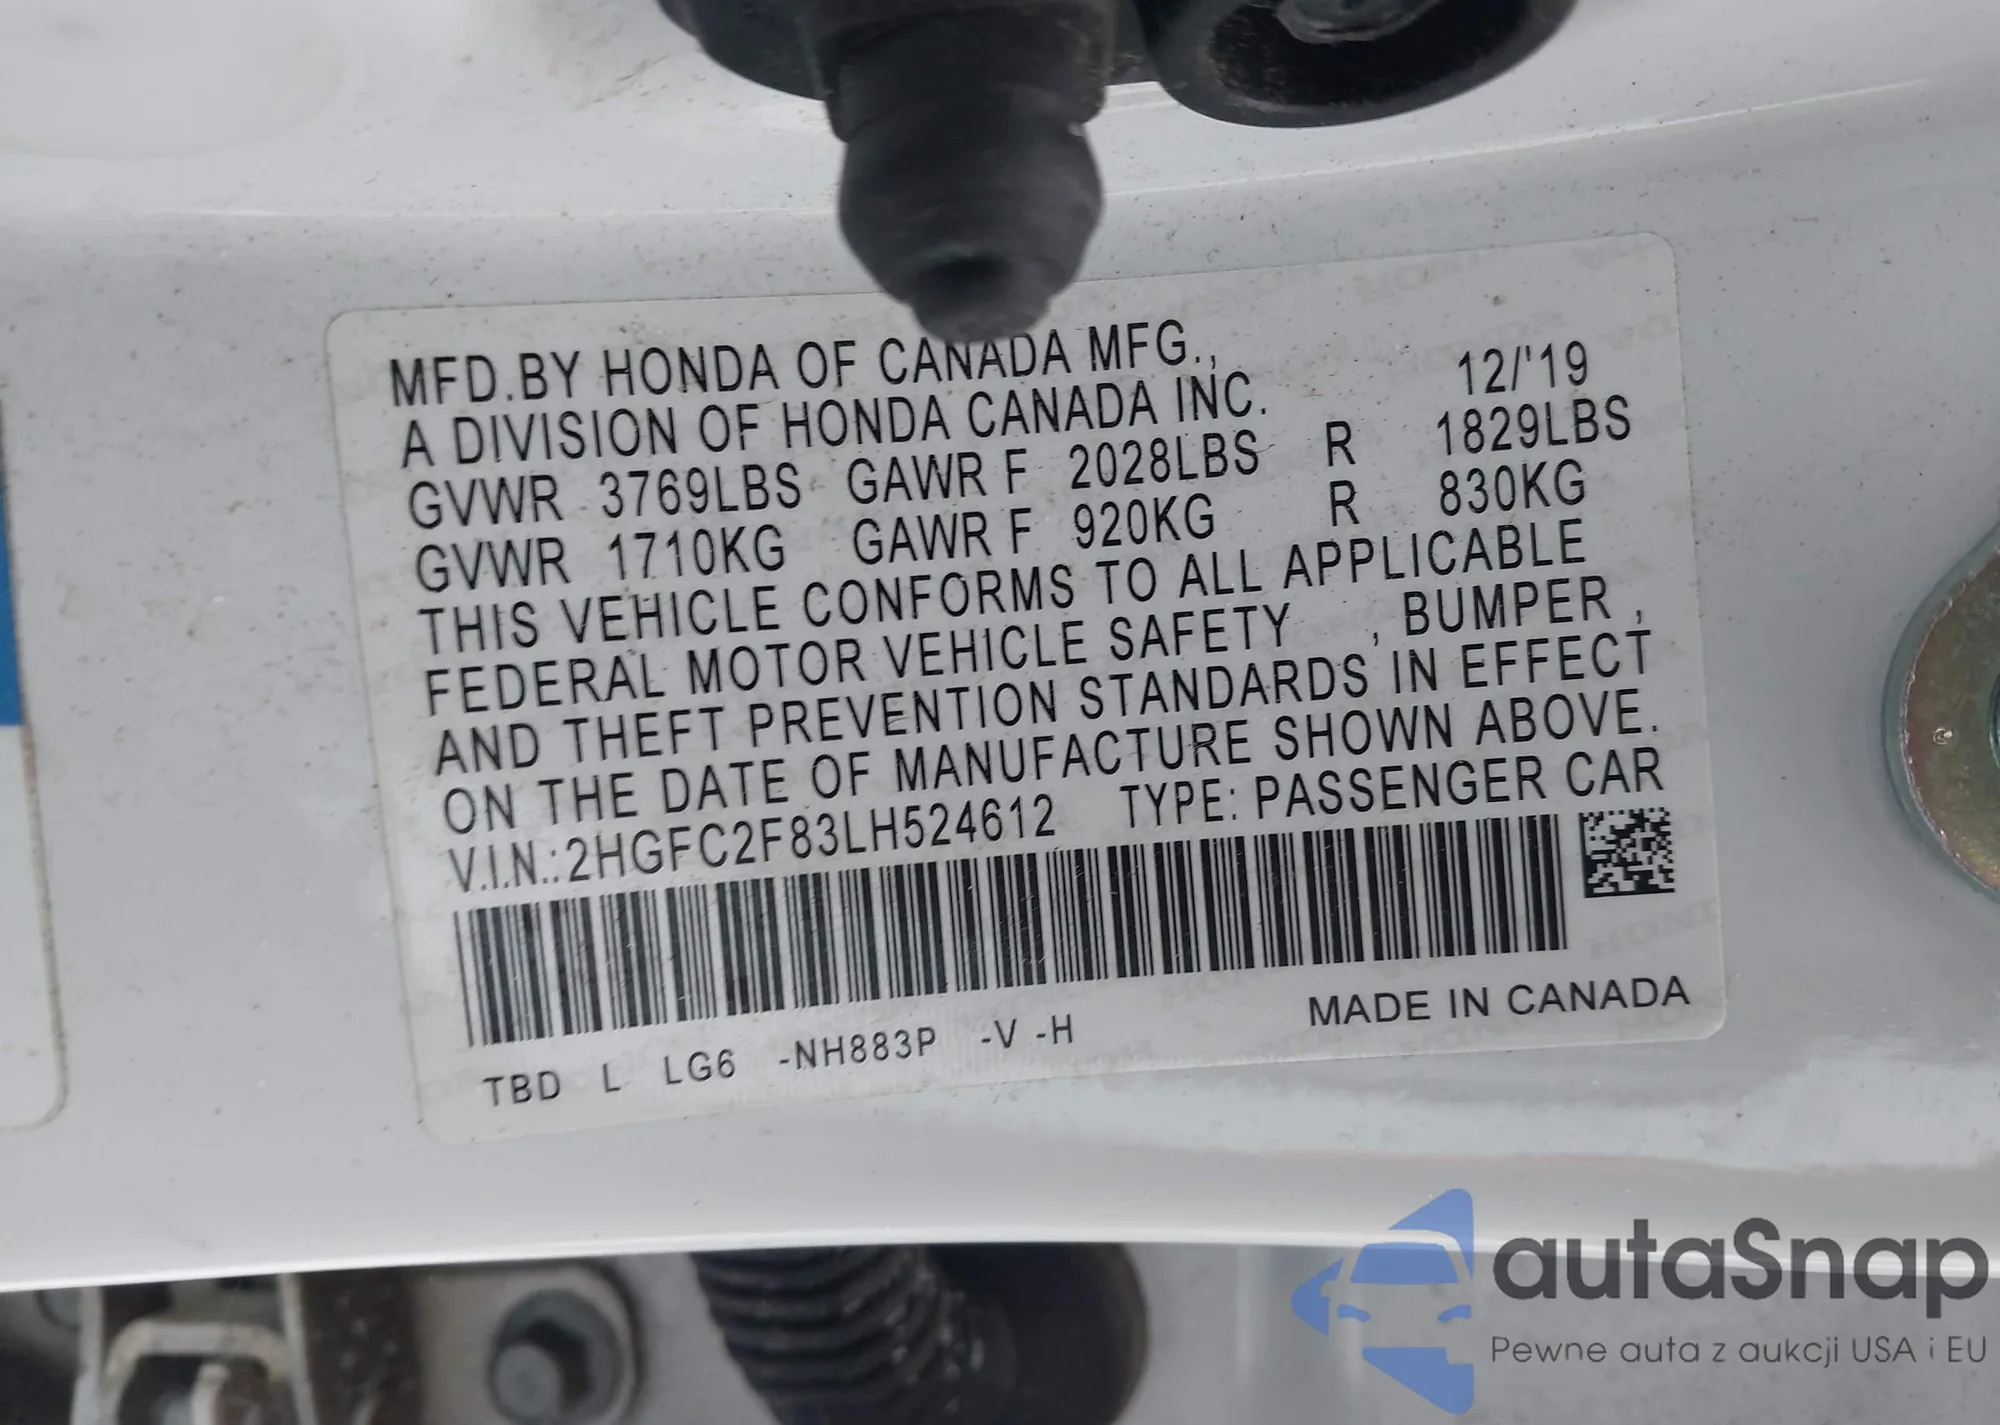 MFD.BY HONDA OF CANADA MFG., 12/'19
A DIVISION OF HONDA CANADA INC.
GVWR 3769LBS GAWR F 2028LBS R 1829LBS
GVWR 1710KG GAWR F 920KG R 830KG
THIS VEHICLE CONFORMS TO ALL APPLICABLE
FEDERAL MOTOR VEHICLE SAFETY , BUMPER ,
AND THEFT PREVENTION STANDARDS IN EFFECT
ON THE DATE OF MANUFACTURE SHOWN ABOVE.
V.I.N.:2HGFC2F83LH524612 TYPE: PASSENGER CAR
MADE IN CANADA
TBD L LG6 -NH883P -V -H
autaSnap
Pewne auta z aukcji USA i EU